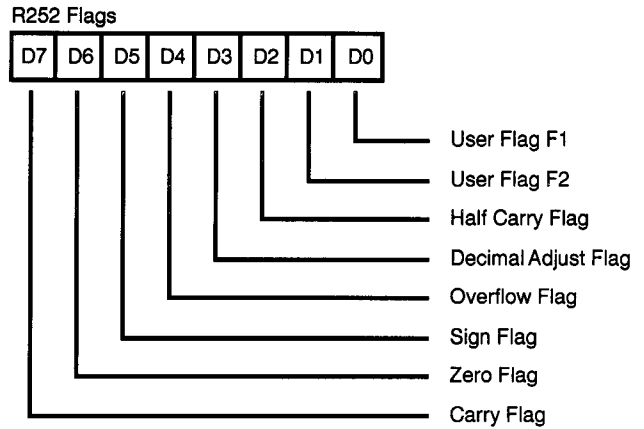 R252 Flags
D7 D6 D5 D4 D3 D2 D1 D0
User Flag F1
User Flag F2
Half Carry Flag
Decimal Adjust Flag
Overflow Flag
Sign Flag
Zero Flag
Carry Flag